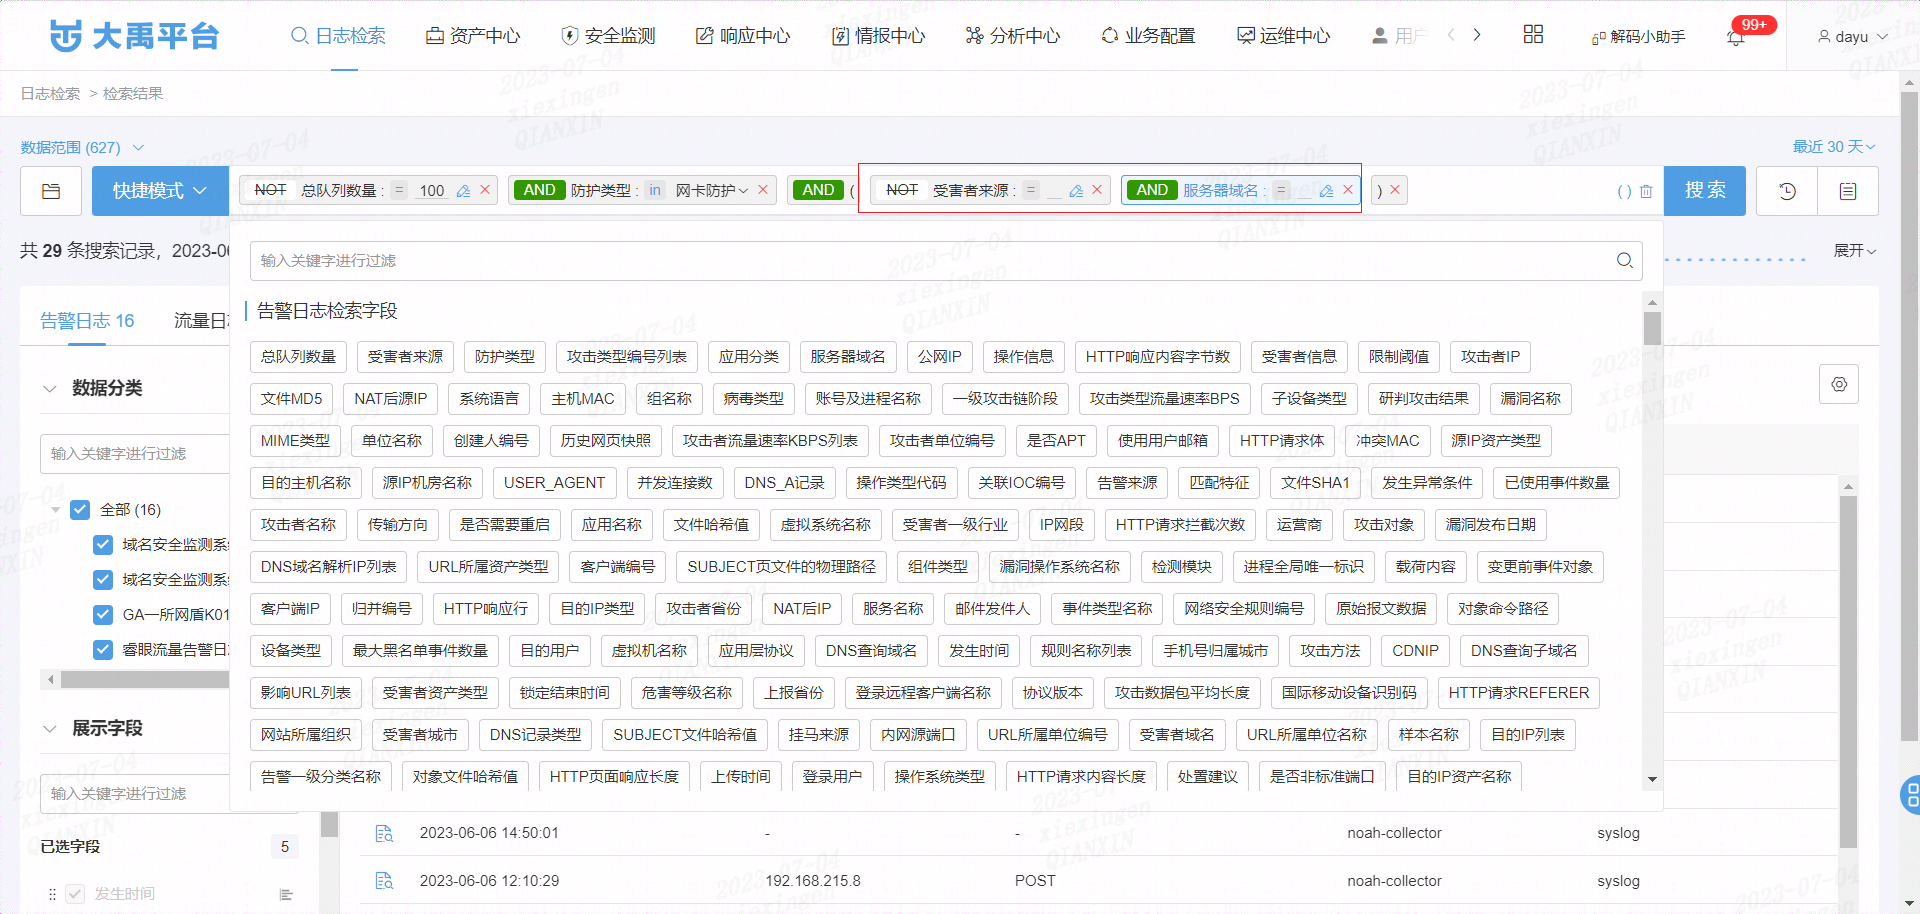 大禹平台
日志检索 资产中心 安全监测 响应中心 情报中心 分析中心 业务配置 运维中心 用户 解码小助手 99+ dayu
日志检索 > 检索结果
数据范围 (627) 最近 30 天
快捷模式 NOT 总队列数量 : = 100 AND 防护类型 : in 网卡防护 AND ( NOT 受害者来源 : = __ AND 服务器域名 : = __ ) () 搜 索
共 29 条搜索记录，2023-0 展开
输入关键字进行过滤
告警日志检索字段
告警日志 16 流量日
总队列数量 受害者来源 防护类型 攻击类型编号列表 应用分类 服务器域名 公网IP 操作信息 HTTP响应内容字节数 受害者信息 限制阈值 攻击者IP
数据分类
文件MD5 NAT后源IP 系统语言 主机MAC 组名称 病毒类型 账号及进程名称 一级攻击链阶段 攻击类型流量速率BPS 子设备类型 研判攻击结果 漏洞名称
输入关键字进行过滤
MIME类型 单位名称 创建人编号 历史网页快照 攻击者流量速率KBPS列表 攻击者单位编号 是否APT 使用用户邮箱 HTTP请求体 冲突MAC 源IP资产类型
目的主机名称 源IP机房名称 USER_AGENT 并发连接数 DNS_A记录 操作类型代码 关联IOC编号 告警来源 匹配特征 文件SHA1 发生异常条件 已使用事件数量
全部 (16)
攻击者名称 传输方向 是否需要重启 应用名称 文件哈希值 虚拟系统名称 受害者一级行业 IP网段 HTTP请求拦截次数 运营商 攻击对象 漏洞发布日期
域名安全监测系
DNS域名解析IP列表 URL所属资产类型 客户端编号 SUBJECT页文件的物理路径 组件类型 漏洞操作系统名称 检测模块 进程全局唯一标识 载荷内容 变更前事件对象
域名安全监测系
客户端IP 归并编号 HTTP响应行 目的IP类型 攻击者省份 NAT后IP 服务名称 邮件发件人 事件类型名称 网络安全规则编号 原始报文数据 对象命令路径
GA一所网盾K01
设备类型 最大黑名单事件数量 目的用户 虚拟机名称 应用层协议 DNS查询域名 发生时间 规则名称列表 手机号归属城市 攻击方法 CDNIP DNS查询子域名
睿眼流量告警日
影响URL列表 受害者资产类型 锁定结束时间 危害等级名称 上报省份 登录远程客户端名称 协议版本 攻击数据包平均长度 国际移动设备识别码 HTTP请求REFERER
展示字段
网站所属组织 受害者城市 DNS记录类型 SUBJECT文件哈希值 挂马来源 内网源端口 URL所属单位编号 受害者域名 URL所属单位名称 样本名称 目的IP列表
告警一级分类名称 对象文件哈希值 HTTP页面响应长度 上传时间 登录用户 操作系统类型 HTTP请求内容长度 处置建议 是否非标准端口 目的IP资产名称
输入关键字进行过滤
2023-06-06 14:50:01 - - noah-collector syslog
已选字段 5
2023-06-06 12:10:29 192.168.215.8 POST noah-collector syslog
发生时间
2023-07-04
xiexingen
QIANXIN